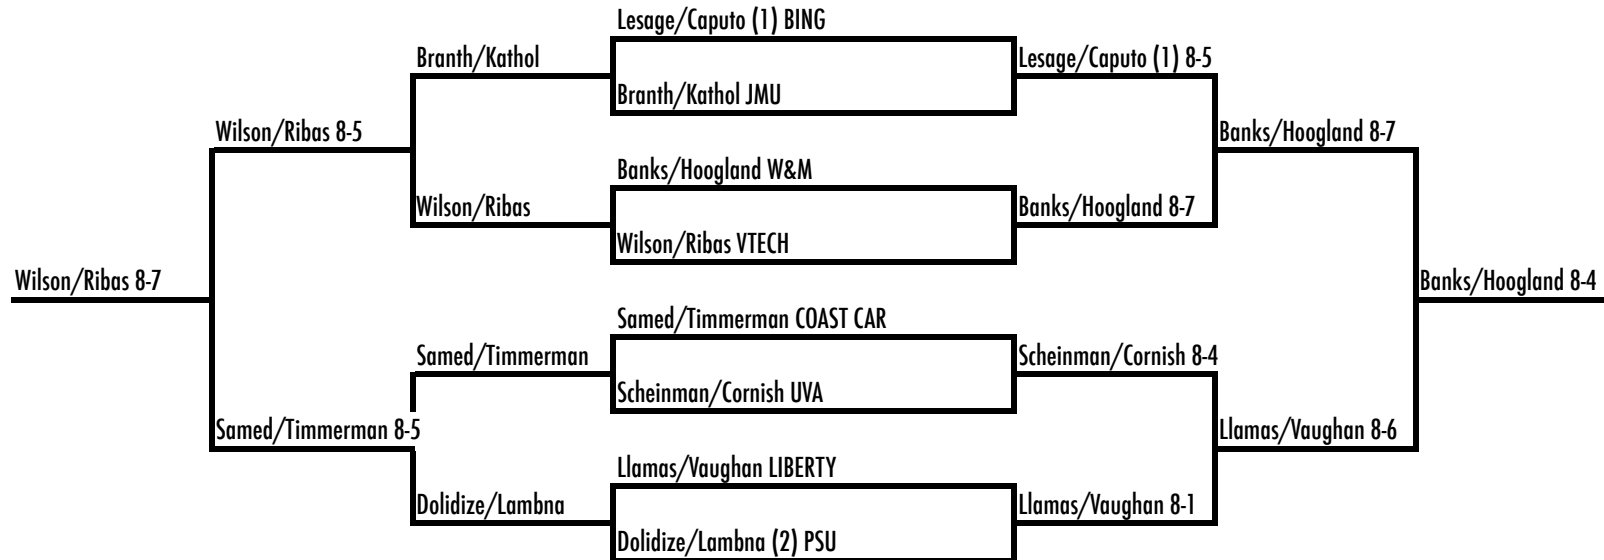 Lesage/Caputo (1) BING
Branth/Kathol
Lesage/Caputo (1) 8-5
Branth/Kathol JMU
Wilson/Ribas 8-5
Banks/Hoogland 8-7
Banks/Hoogland W&M
Wilson/Ribas
Banks/Hoogland 8-7
Wilson/Ribas VTECH
Wilson/Ribas 8-7
Banks/Hoogland 8-4
Samed/Timmerman COAST CAR
Samed/Timmerman
Scheinman/Cornish 8-4
Scheinman/Cornish UVA
Samed/Timmerman 8-5
Llamas/Vaughan 8-6
Llamas/Vaughan LIBERTY
Dolidize/Lambna
Llamas/Vaughan 8-1
Dolidize/Lambna (2) PSU